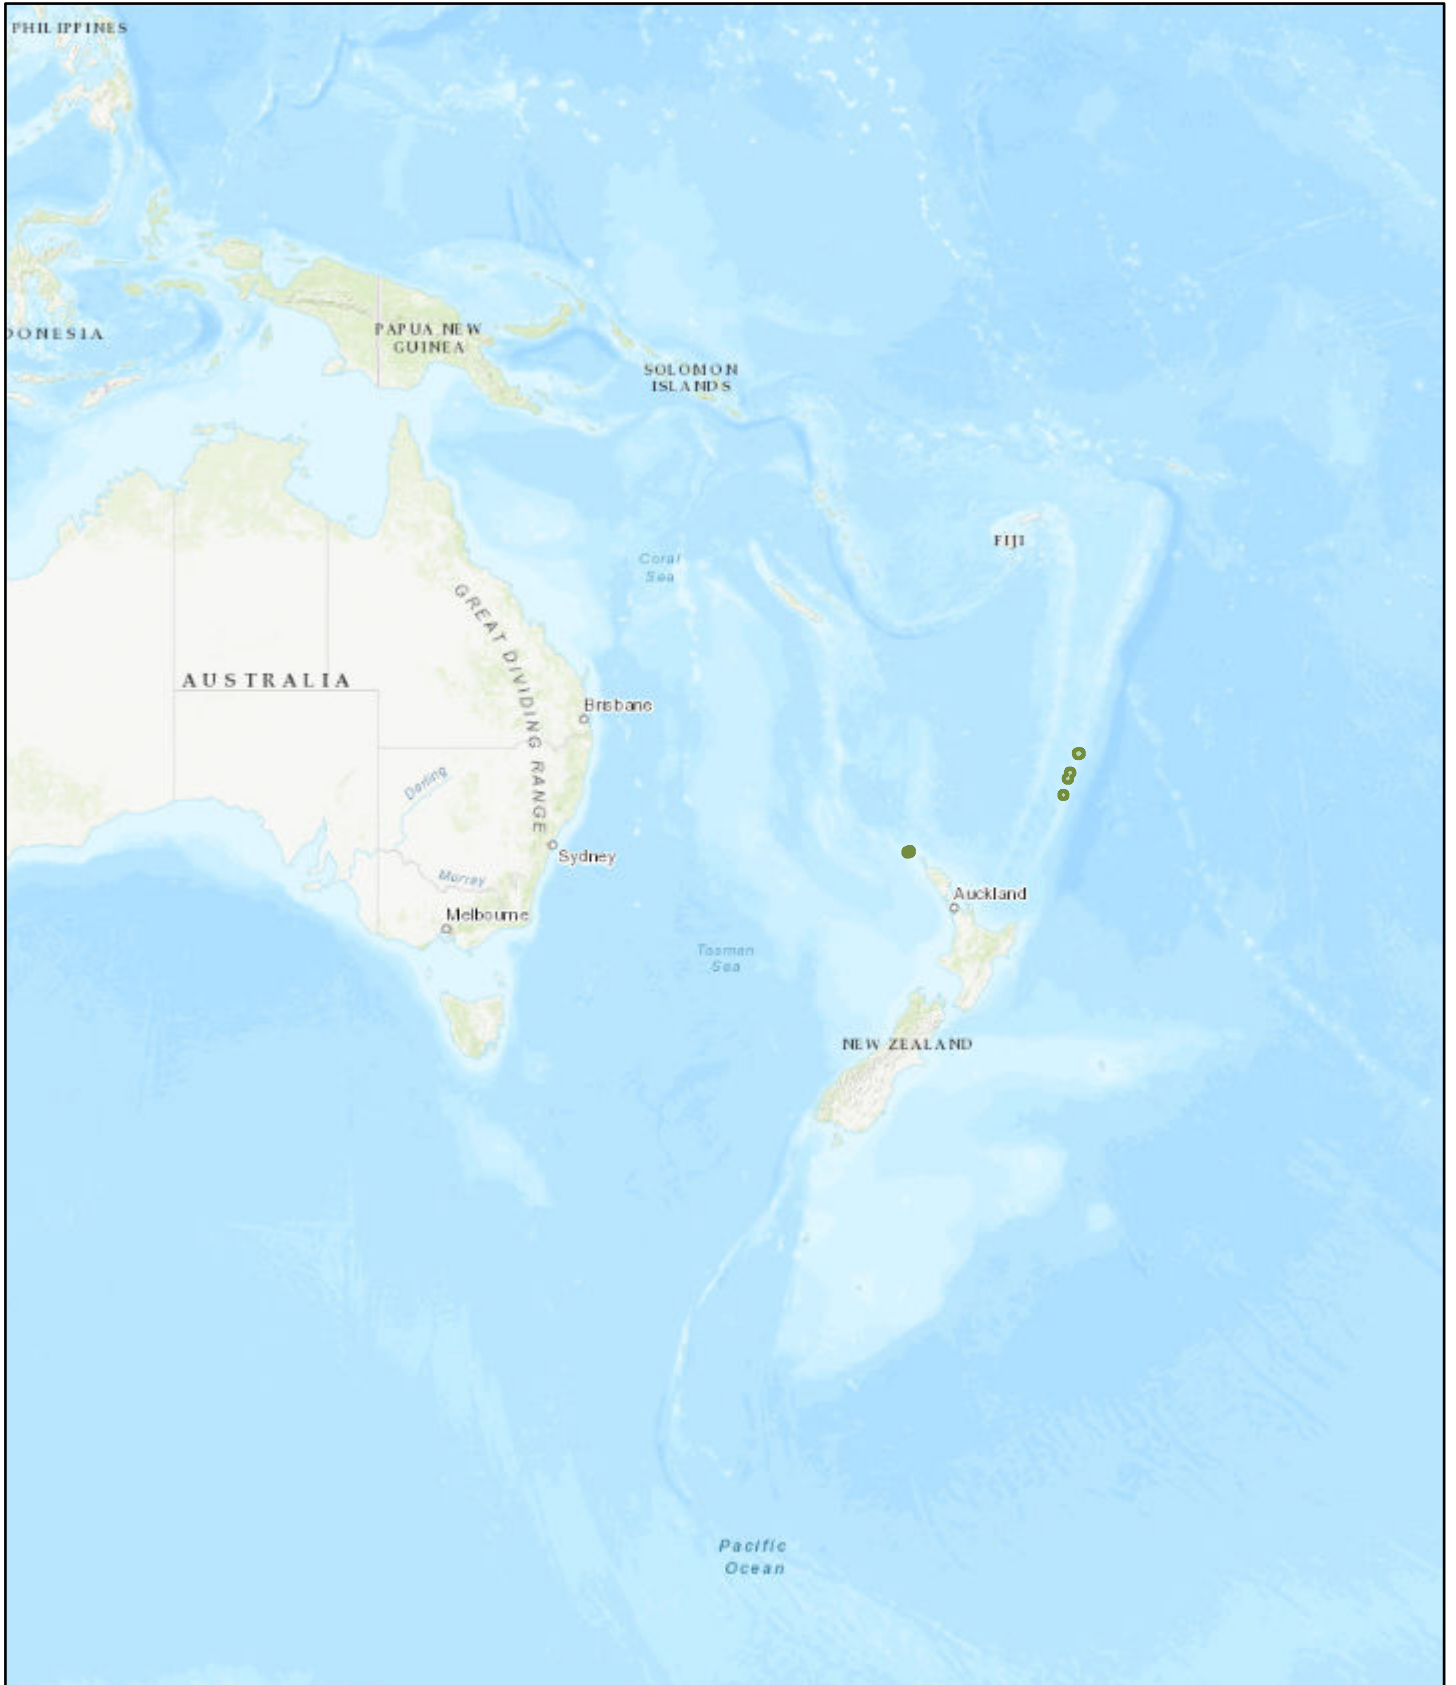 PHILIPPINES
DONESIA
PAPUA NEW
GUINEA
SOLOMON
ISLANDS
Coral
Sea
FIJI
GREAT DIVIDING RANGE
AUSTRALIA
Brisbane
Darling
Sydney
Murray
Melbourne
Auckland
Tasman
Sea
NEW ZEALAND
Pacific
Ocean